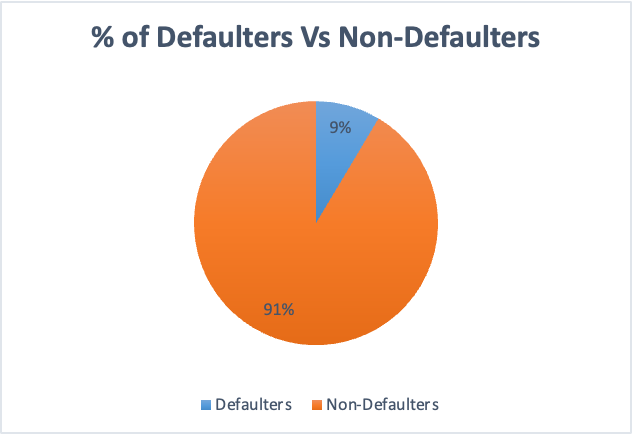 % of Defaulters Vs Non-Defaulters
9%
91%
Defaulters Non-Defaulters